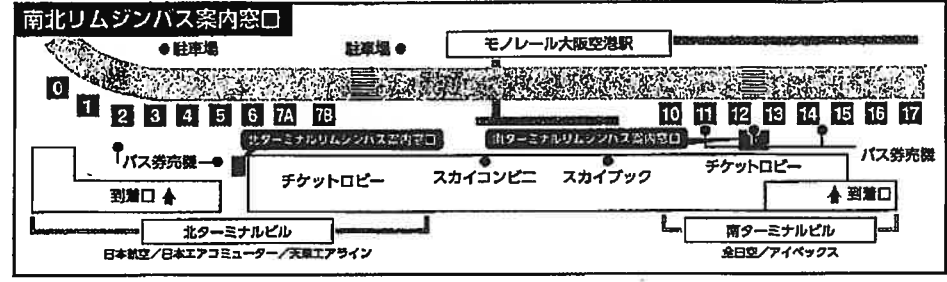 南北リムジンバス案内窓口
●駐車場
駐車場●
モノレール大阪空港駅
0 1 2 3 4 5 6 7A 7B 10 11 12 13 14 15 16 17
北ターミナルリムジンバス案内窓口
南ターミナルリムジンバス案内窓口
バス券売機
チケットロビー
スカイコンビニ
スカイブック
チケットロビー
バス券売機
到着口
到着口
北ターミナルビル
南ターミナルビル
日本航空/日本エアコミューター/天草エアライン
全日空/アイベックス